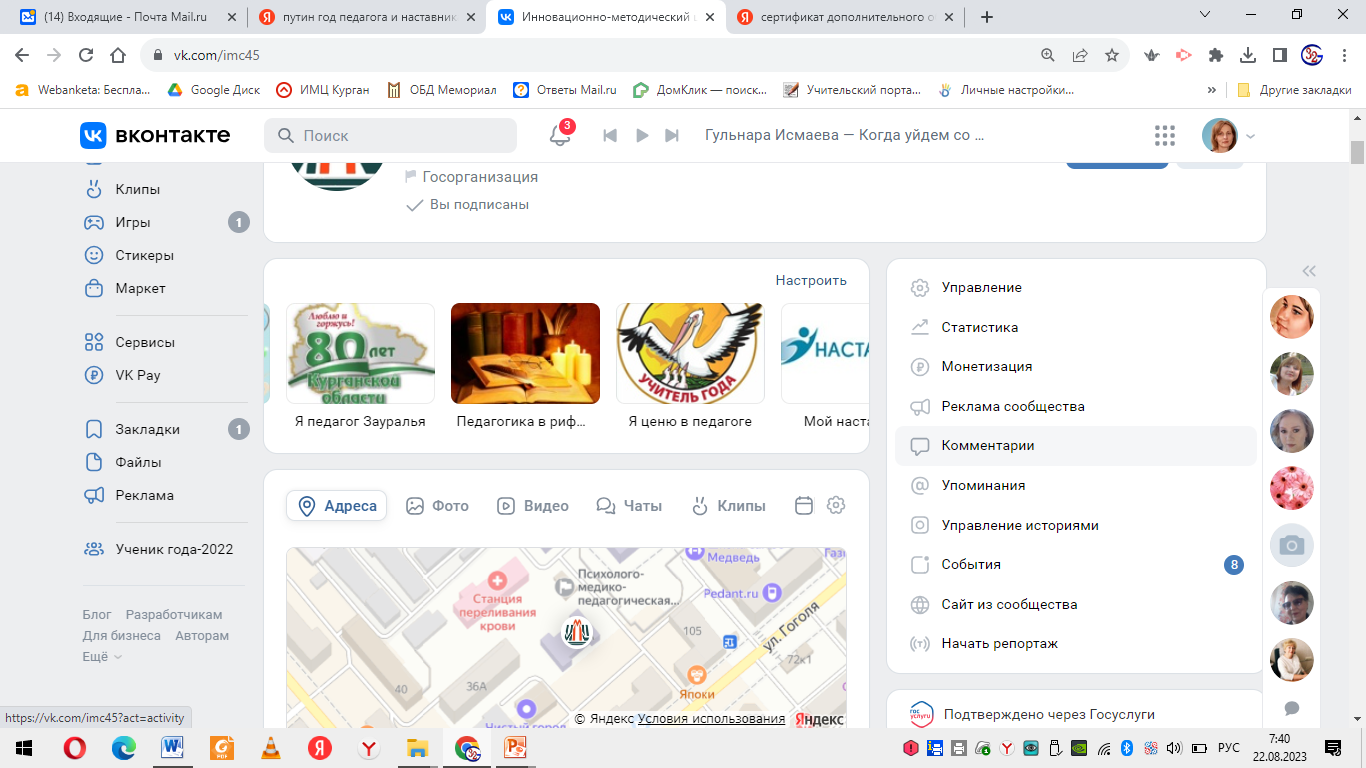 (14) Входящие - Почта Mail.ru
путин год педагога и наставник
Инновационно-методический
сертификат дополнительного о
vk.com/imc45
Webanketa: Беспла...
Google Диск
ИМЦ Курган
ОБД Мемориал
Ответы Mail.ru
ДомКлик — поиск...
Учительский порта...
Личные настройки...
»
Другие закладки
вконтакте
Поиск
3
Гульнара Исмаева — Когда уйдем со ...
Клипы
Игры
1
Стикеры
Маркет
Сервисы
VK Pay
Закладки
1
Файлы
Реклама
Ученик года-2022
Блог Разработчикам
Для бизнеса Авторам
Ещё
Госорганизация
Вы подписаны
Настроить
Люблю и
горжусь!
80 лет
Курганской
области
УЧИТЕЛЬ ГОДА
НАСТА
Я педагог Зауралья
Педагогика в риф...
Я ценю в педагоге
Мой наста
Адреса
Фото
Видео
Чаты
Клипы
Медведь
Газ
Психолого-
медико-
педагогическая...
Станция
переливания
крови
Pedant.ru
105
ул. Гоголя
72к1
40
36А
Япоки
Чистый город
© Яндекс Условия использования Яндекс
Управление
Статистика
Монетизация
Реклама сообщества
Комментарии
Упоминания
Управление историями
События
8
Сайт из сообщества
Начать репортаж
гос
услуги
Подтверждено через Госуслуги
https://vk.com/imc45?act=activity
РУС
7:40
22.08.2023